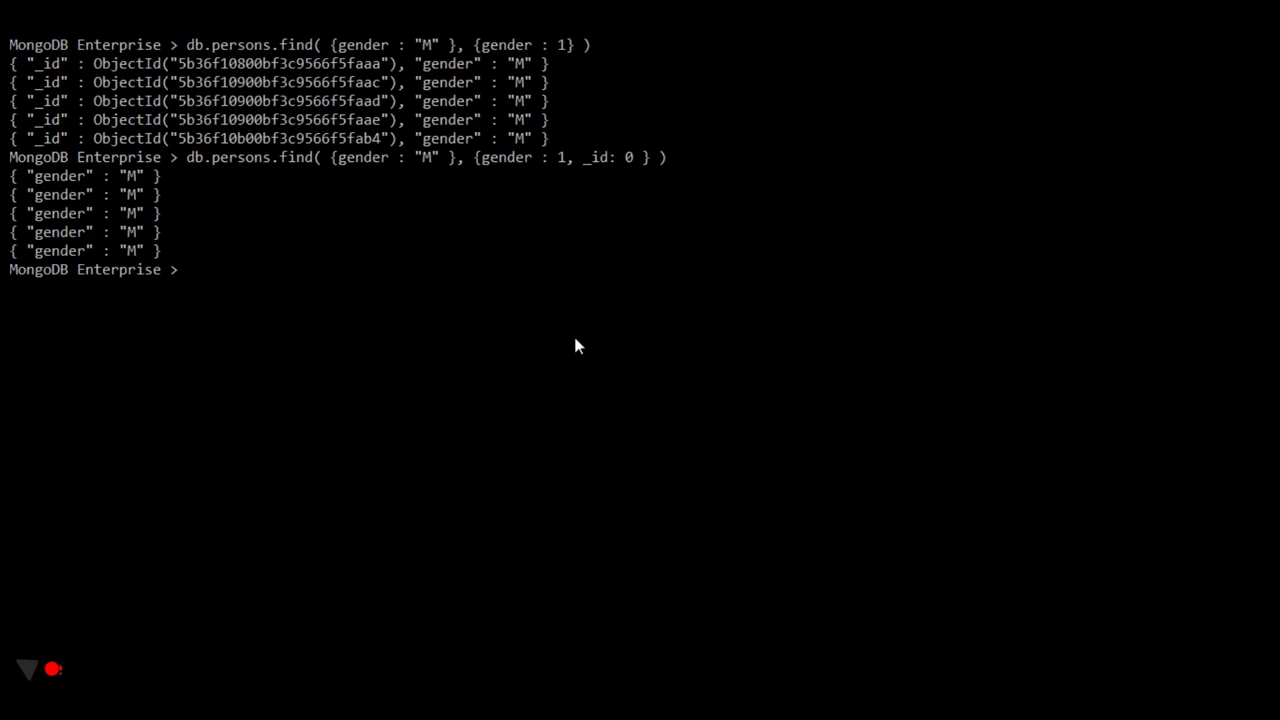 MongoDB Enterprise > db.persons.find( {gender : "M" }, {gender : 1} )
{ "_id" : ObjectId("5b36f10800bf3c9566f5faaa"), "gender" : "M" }
{ "_id" : ObjectId("5b36f10900bf3c9566f5faac"), "gender" : "M" }
{ "_id" : ObjectId("5b36f10900bf3c9566f5faad"), "gender" : "M" }
{ "_id" : ObjectId("5b36f10900bf3c9566f5faae"), "gender" : "M" }
{ "_id" : ObjectId("5b36f10b00bf3c9566f5fab4"), "gender" : "M" }
MongoDB Enterprise > db.persons.find( {gender : "M" }, {gender : 1, _id: 0 } )
{ "gender" : "M" }
{ "gender" : "M" }
{ "gender" : "M" }
{ "gender" : "M" }
{ "gender" : "M" }
MongoDB Enterprise >